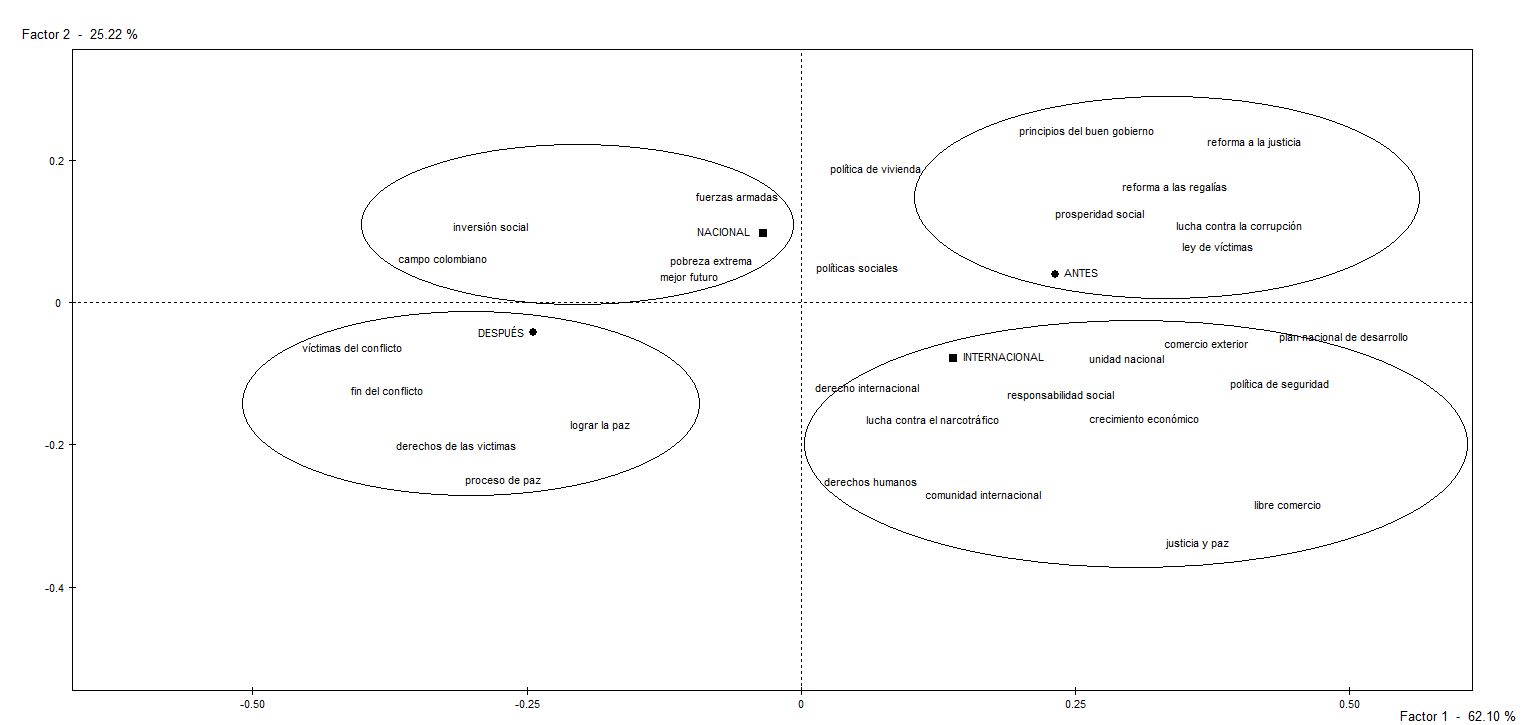 Factor 2 - 25.22 %
principios del buen gobierno
reforma a la justicia
0.2
política de vivienda
reforma a las regalías
fuerzas armadas
prosperidad social
inversión social
lucha contra la corrupción
NACIONAL
ley de víctimas
campo colombiano
pobreza extrema
políticas sociales
mejor futuro
ANTES
0
DESPUÉS
plan nacional de desarrollo
víctimas del conflicto
comercio exterior
INTERNACIONAL
unidad nacional
fin del conflicto
derecho internacional
política de seguridad
responsabilidad social
lograr la paz
lucha contra el narcotráfico
crecimiento económico
-0.2
derechos de las victimas
proceso de paz
derechos humanos
comunidad internacional
libre comercio
justicia y paz
-0.4
-0.50
-0.25
0
0.25
0.50
Factor 1 - 62.10 %